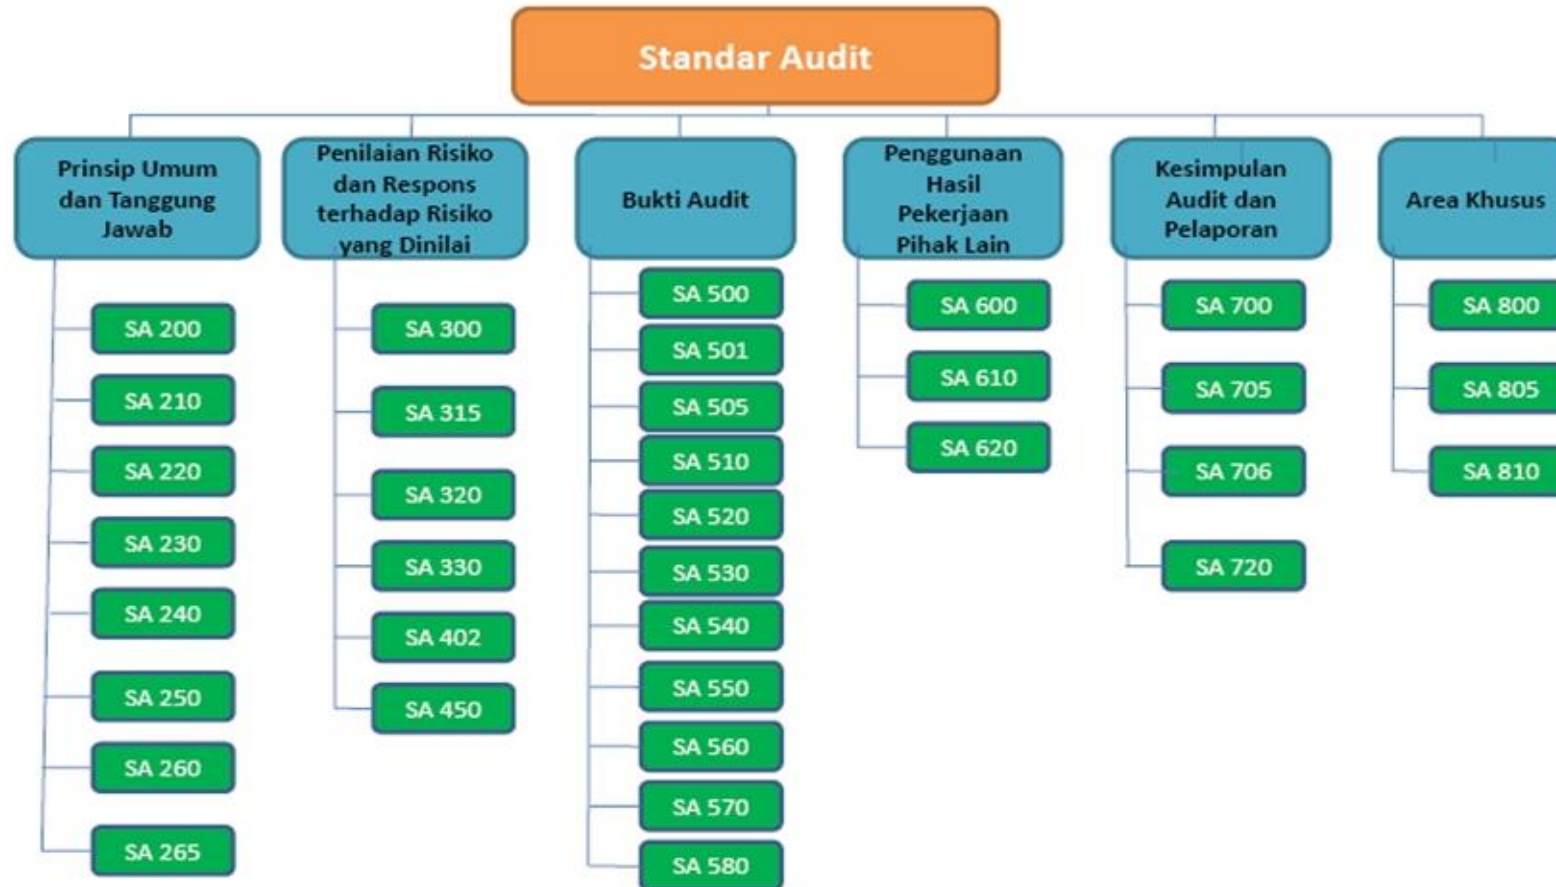 Standar Audit
Prinsip Umum
dan Tanggung
Jawab
SA 200
SA 210
SA 220
SA 230
SA 240
SA 250
SA 260
SA 265
Penilaian Risiko
dan Respons
terhadap Risiko
yang Dinilai
SA 300
SA 315
SA 320
SA 330
SA 402
SA 450
Bukti Audit
SA 500
SA 501
SA 505
SA 510
SA 520
SA 530
SA 540
SA 550
SA 560
SA 570
SA 580
Penggunaan
Hasil
Pekerjaan
Pihak Lain
SA 600
SA 610
SA 620
Kesimpulan
Audit dan
Pelaporan
SA 700
SA 705
SA 706
SA 720
Area Khusus
SA 800
SA 805
SA 810